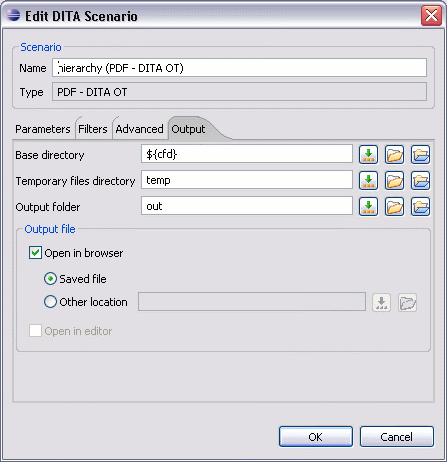 Edit DITA Scenario
Scenario
Name hierarchy (PDF - DITA OT)
Type PDF - DITA OT
Parameters Filters Advanced Output
Base directory ${cfd}
Temporary files directory temp
Output folder out
Output file
Open in browser
Saved file
Other location
Open in editor
OK Cancel